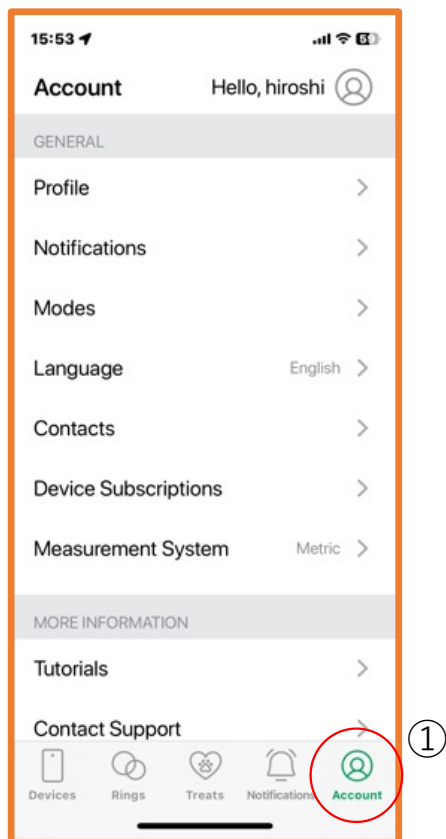 15:53
Account
Hello, hiroshi
GENERAL
Profile
Notifications
Modes
Language English
Contacts
Device Subscriptions
Measurement System Metric
MORE INFORMATION
Tutorials
Contact Support
①
Devices Rings Treats Notifications Account